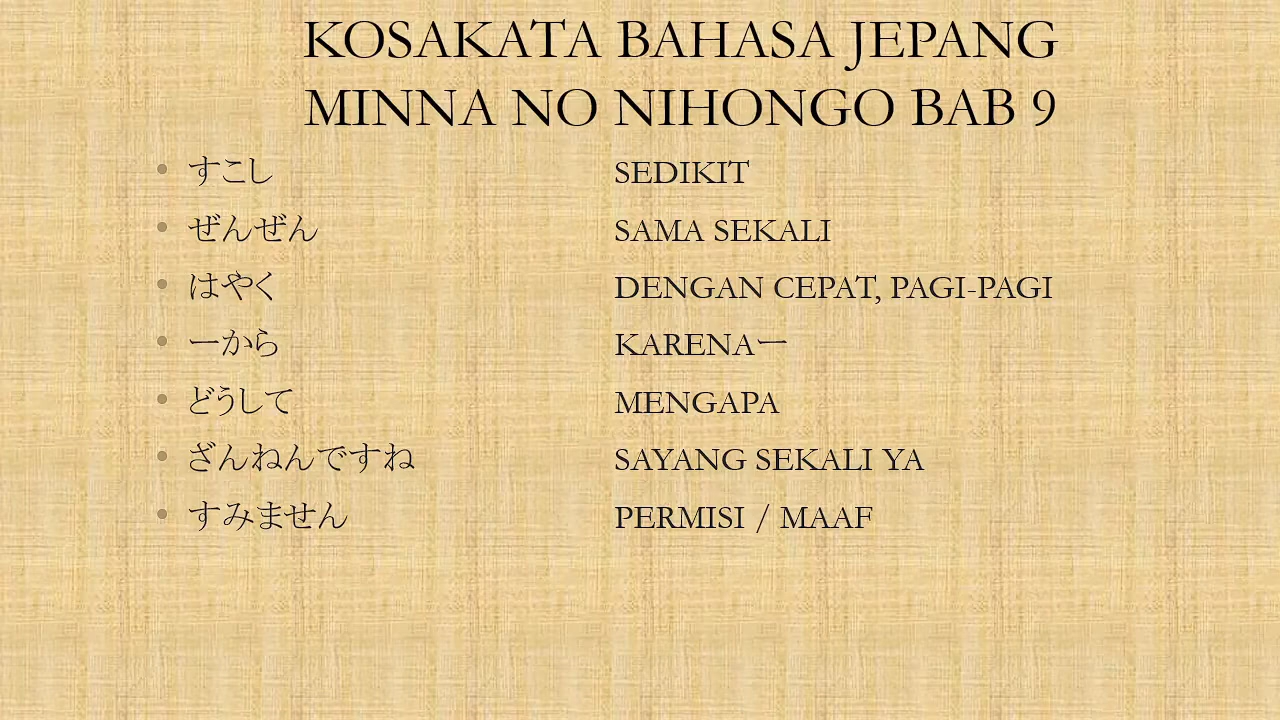 KOSAKATA BAHASA JEPANG
MINNA NO NIHONGO BAB 9
• すこし SEDIKIT
• ぜんぜん SAMA SEKALI
• はやく DENGAN CEPAT, PAGI-PAGI
• ーから KARENAー
• どうして MENGAPA
• ざんねんですね SAYANG SEKALI YA
• すみません PERMISI / MAAF